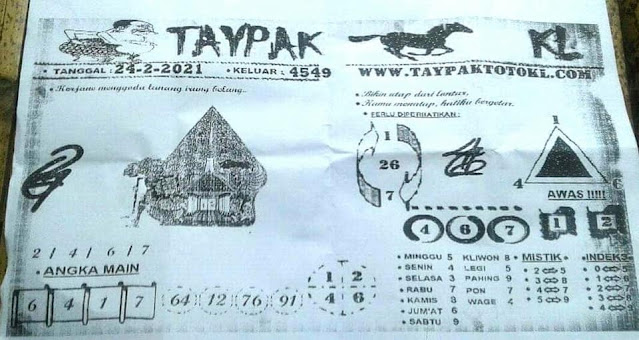 TAYPAK
KL
• TANGGAL : 24-2-2021 • KELUAR : 4549
WWW.TAYPAKTOTOKL.COM
• Kerjane menggoda lanang irung belang..
• Bikin atap dari lantar,
• Kamu menatap, hatiku bergetar.
• PERLU DIPERHATIKAN :
1
26
7
1
4
6
AWAS !!!!!
4 6 7 1 2
2 / 4 / 6 / 7
• ANGKA MAIN
6 4 1 7
64 12 76 91
1 2
4 6
• MINGGU 5 KLIWON 8
• SENIN 4 LEGI 5
• SELASA 3 PAHING 9
• RABU 7 PON 7
• KAMIS 8 WAGE 4
• JUM'AT 6
• SABTU 9
• MISTIK
• 2⇔5
• 3⇔8
• 4⇔7
• 5⇔9
• INDEKS
• 0⇔5
• 1⇔6
• 2⇔7
• 3⇔8
• 4⇔9